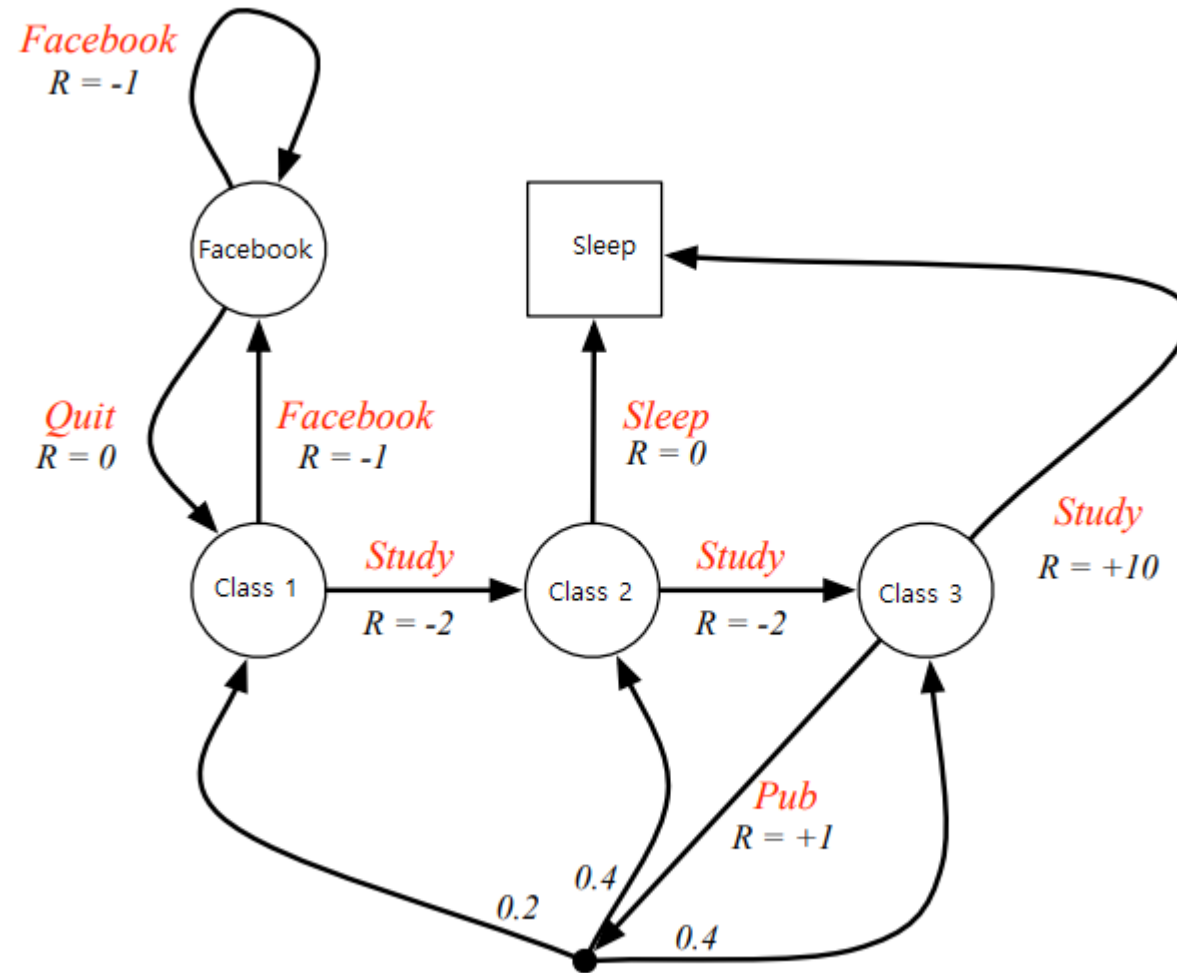 Facebook
R = -1
Facebook
Sleep
Quit
R = 0
Facebook
R = -1
Sleep
R = 0
Study
R = +10
Class 1
Study
R = -2
Class 2
Study
R = -2
Class 3
Pub
R = +1
0.2
0.4
0.4